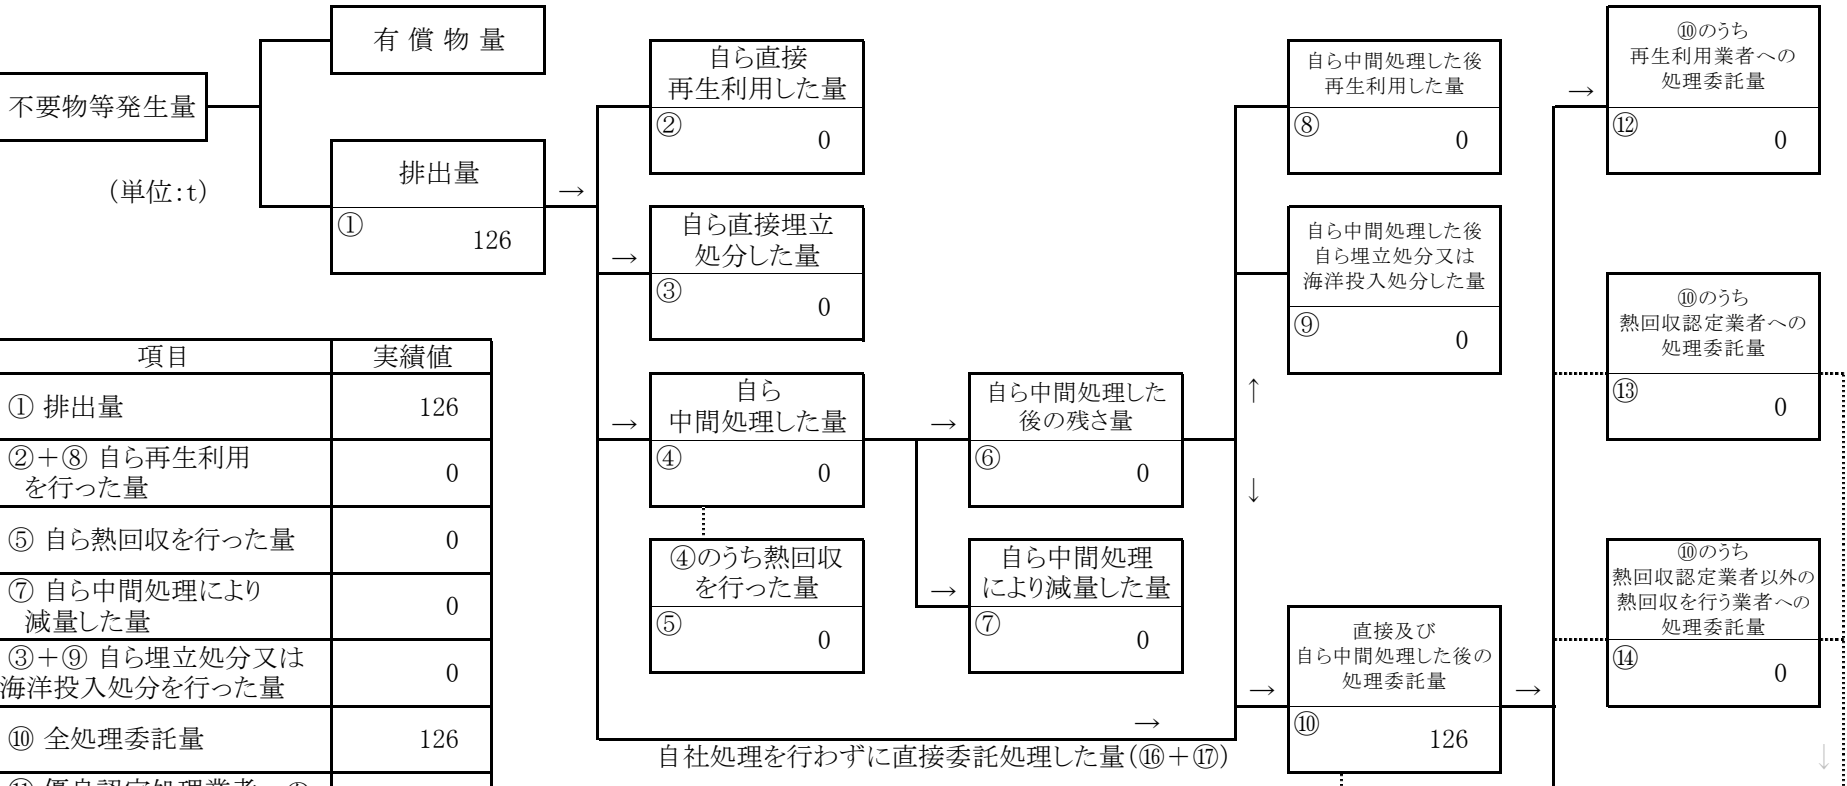 有 償 物 量
不要物等発生量
(単位:t)
排出量
①
126
→
自ら直接
再生利用した量
②
0
→
自ら直接埋立
処分した量
③
0
→
自ら
中間処理した量
④
0
④のうち熱回収
を行った量
⑤
0
→
自ら中間処理した
後の残さ量
⑥
0
→
自ら中間処理
により減量した量
⑦
0
→
自社処理を行わずに直接委託処理した量(⑯+⑰)
自ら中間処理した後
再生利用した量
⑧
0
自ら中間処理した後
自ら埋立処分又は
海洋投入処分した量
⑨
0
↑
↓
→
直接及び
自ら中間処理した後の
処理委託量
⑩
126
→
→
⑩のうち
再生利用業者への
処理委託量
⑫
0
⑩のうち
熱回収認定業者への
処理委託量
⑬
0
⑩のうち
熱回収認定業者以外の
熱回収を行う業者への
処理委託量
⑭
0
↓
項目 実績値
① 排出量 126
②+⑧ 自ら再生利用
を行った量 0
⑤ 自ら熱回収を行った量 0
⑦ 自ら中間処理により
減量した量 0
③+⑨ 自ら埋立処分又は
海洋投入処分を行った量 0
⑩ 全処理委託量 126